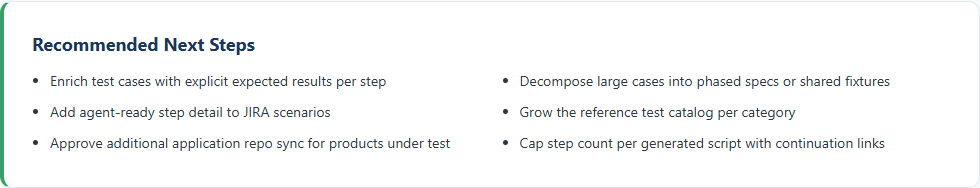 Recommended Next Steps
• Enrich test cases with explicit expected results per step
• Add agent-ready step detail to JIRA scenarios
• Approve additional application repo sync for products under test
• Decompose large cases into phased specs or shared fixtures
• Grow the reference test catalog per category
• Cap step count per generated script with continuation links